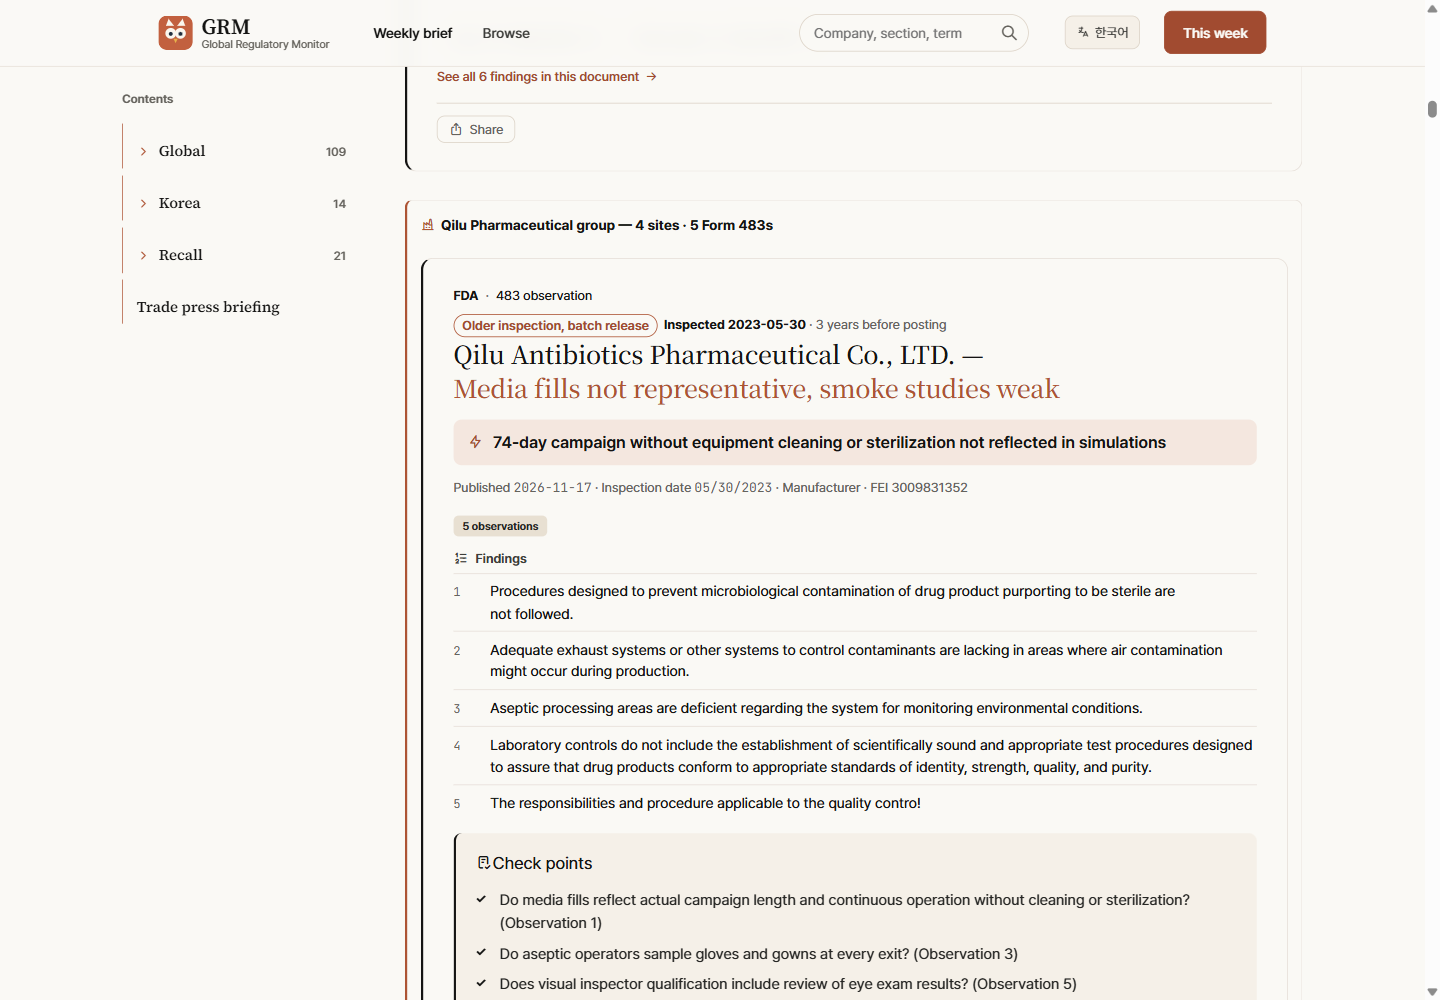 GRM
Global Regulatory Monitor
Weekly brief
Browse
Company, section, term
한국어
This week
Contents
Global 109
Korea 14
Recall 21
Trade press briefing
See all 6 findings in this document →
Share
Qilu Pharmaceutical group — 4 sites · 5 Form 483s
FDA · 483 observation
Older inspection, batch release Inspected 2023-05-30 · 3 years before posting
Qilu Antibiotics Pharmaceutical Co., LTD. —
Media fills not representative, smoke studies weak
74-day campaign without equipment cleaning or sterilization not reflected in simulations
Published 2026-11-17 · Inspection date 05/30/2023 · Manufacturer · FEI 3009831352
5 observations
Findings
1 Procedures designed to prevent microbiological contamination of drug product purporting to be sterile are
not followed.
2 Adequate exhaust systems or other systems to control contaminants are lacking in areas where air contamination
might occur during production.
3 Aseptic processing areas are deficient regarding the system for monitoring environmental conditions.
4 Laboratory controls do not include the establishment of scientifically sound and appropriate test procedures designed
to assure that drug products conform to appropriate standards of identity, strength, quality, and purity.
5 The responsibilities and procedure applicable to the quality contro!
Check points
Do media fills reflect actual campaign length and continuous operation without cleaning or sterilization?
(Observation 1)
Do aseptic operators sample gloves and gowns at every exit? (Observation 3)
Does visual inspector qualification include review of eye exam results? (Observation 5)